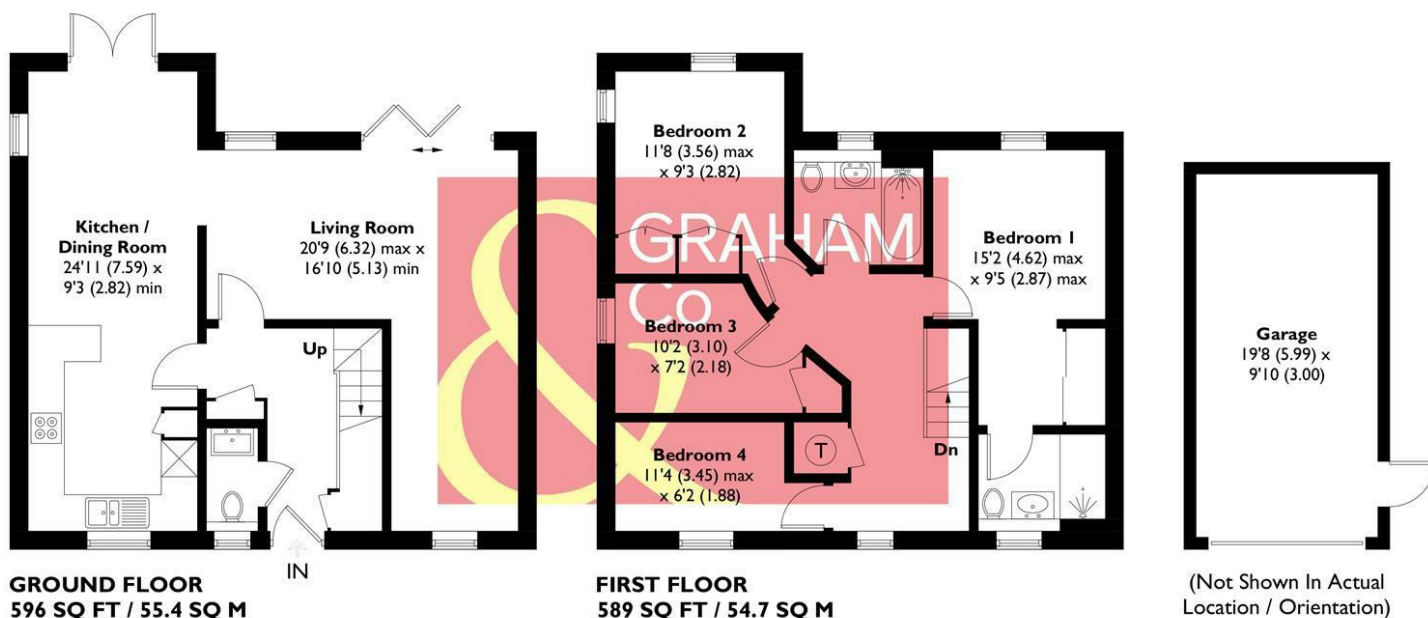 Kitchen /
Dining Room
24'11 (7.59) x
9'3 (2.82) min
Living Room
20'9 (6.32) max x
16'10 (5.13) min
Up
IN
GROUND FLOOR
596 SQ FT / 55.4 SQ M
Bedroom 2
11'8 (3.56) max
x 9'3 (2.82)
GRAHAM
&
Co
Bedroom 1
15'2 (4.62) max
x 9'5 (2.87) max
Bedroom 3
10'2 (3.10)
x 7'2 (2.18)
Bedroom 4
11'4 (3.45) max
x 6'2 (1.88)
T
Dn
FIRST FLOOR
589 SQ FT / 54.7 SQ M
Garage
19'8 (5.99) x
9'10 (3.00)
(Not Shown In Actual
Location / Orientation)